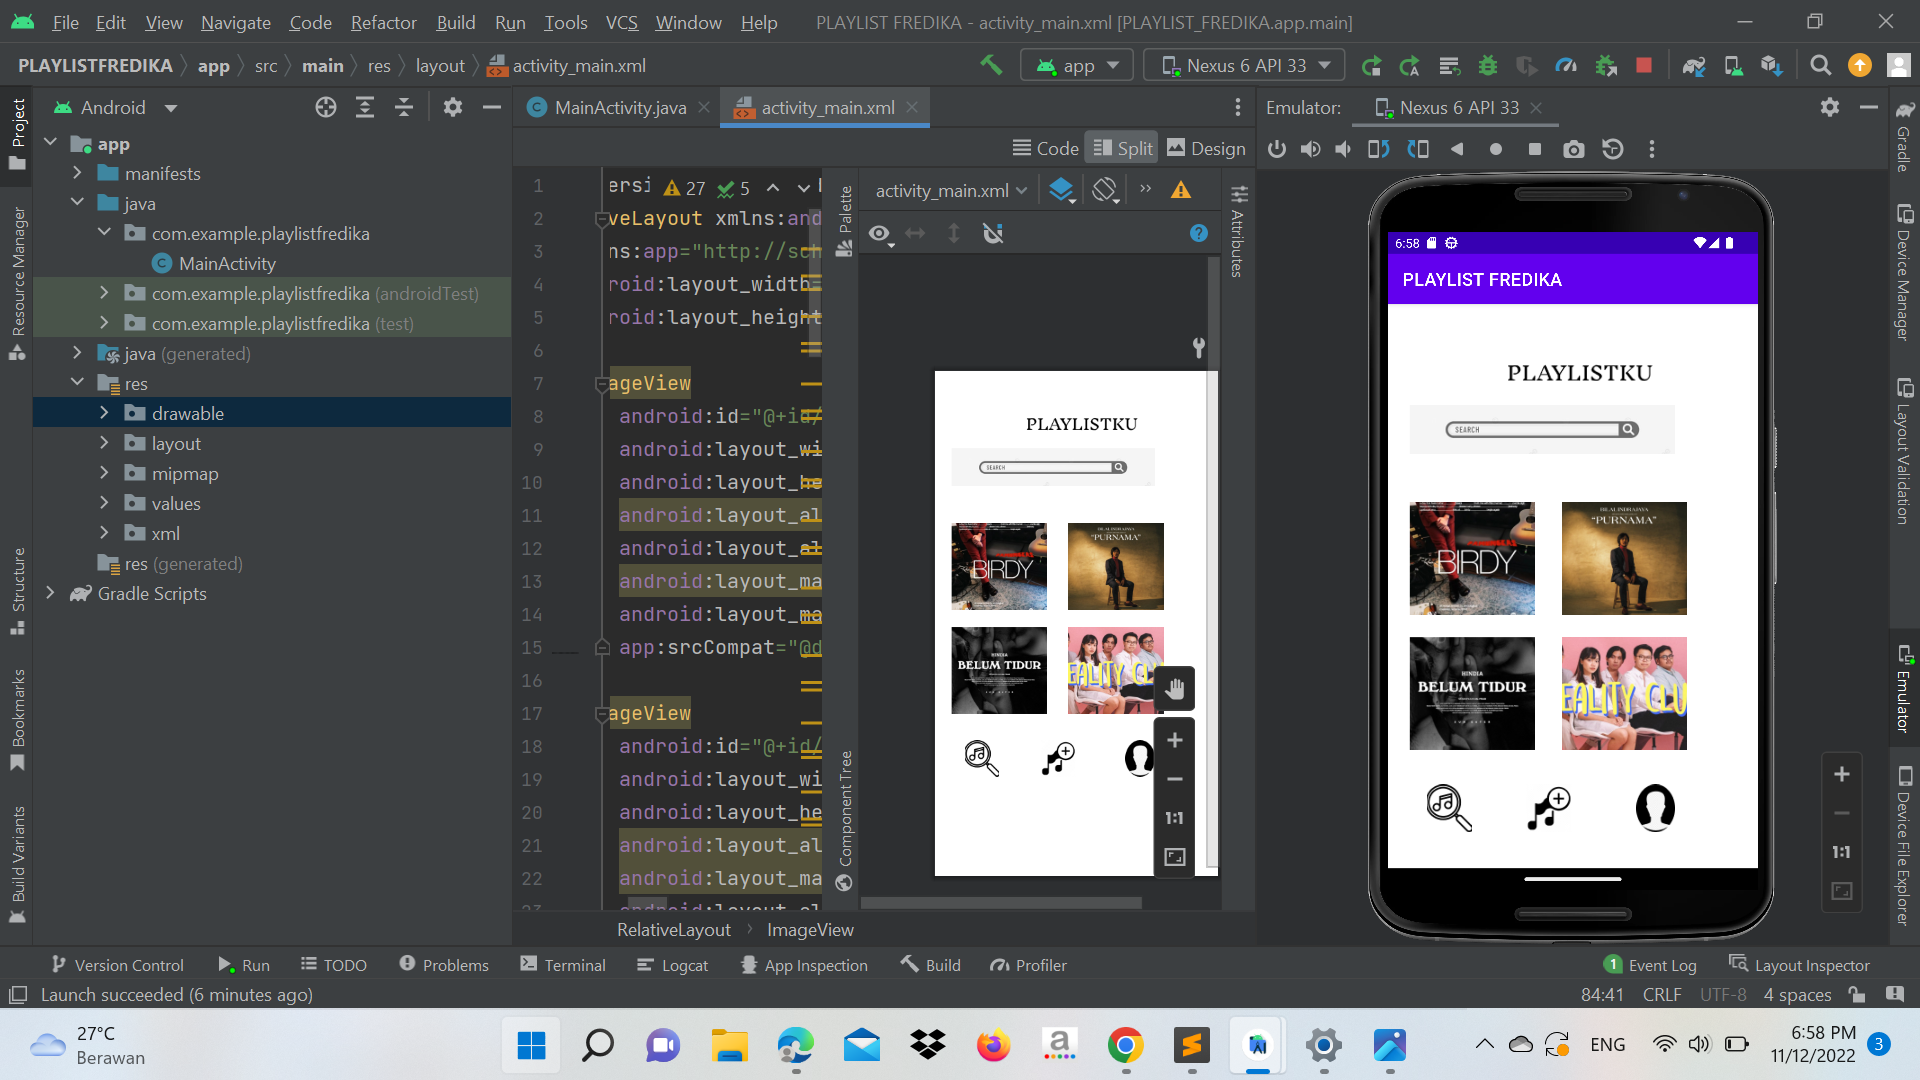 File Edit View Navigate Code Refactor Build Run Tools VCS Window Help PLAYLIST FREDIKA - activity_main.xml [PLAYLIST_FREDIKA.app.main]
PLAYLISTFREDIKA app src main res layout activity_main.xml app Nexus 6 API 33
Android MainActivity.java activity_main.xml Emulator: Nexus 6 API 33
Code Split Design
Project
Resource Manager
Structure
Bookmarks
Build Variants
app
manifests
java
com.example.playlistfredika
MainActivity
com.example.playlistfredika (androidTest)
com.example.playlistfredika (test)
java (generated)
res
drawable
layout
mipmap
values
xml
res (generated)
Gradle Scripts
27 5
1 ersi
2 veLayout xmlns:and
3 ns:app="http://sch
4 roid:layout_width=
5 roid:layout_height
6
7 ageView
8 android:id="@+id/
9 android:layout_wi
10 android:layout_he
11 android:layout_al
12 android:layout_al
13 android:layout_ma
14 android:layout_ma
15 app:srcCompat="@d
16
17 ageView
18 android:id="@+id/
19 android:layout_wi
20 android:layout_he
21 android:layout_al
22 android:layout_ma
RelativeLayout ImageView
Palette
Component Tree
activity_main.xml
Attributes
PLAYLISTKU
SEARCH
BIRDY
"PURNAMA"
HINDIA
BELUM TIDUR
EALITY CLU
1:1
6:58
PLAYLIST FREDIKA
PLAYLISTKU
SEARCH
BIRDY
BILAL INDRAJAYA
"PURNAMA"
HINDIA
BELUM TIDUR
EALITY CLU
1:1
Gradle
Device Manager
Layout Validation
Emulator
Device File Explorer
Version Control Run TODO Problems Terminal Logcat App Inspection Build Profiler 1 Event Log Layout Inspector
Launch succeeded (6 minutes ago) 84:41 CRLF UTF-8 4 spaces
27°C
Berawan
ENG
6:58 PM
11/12/2022
3